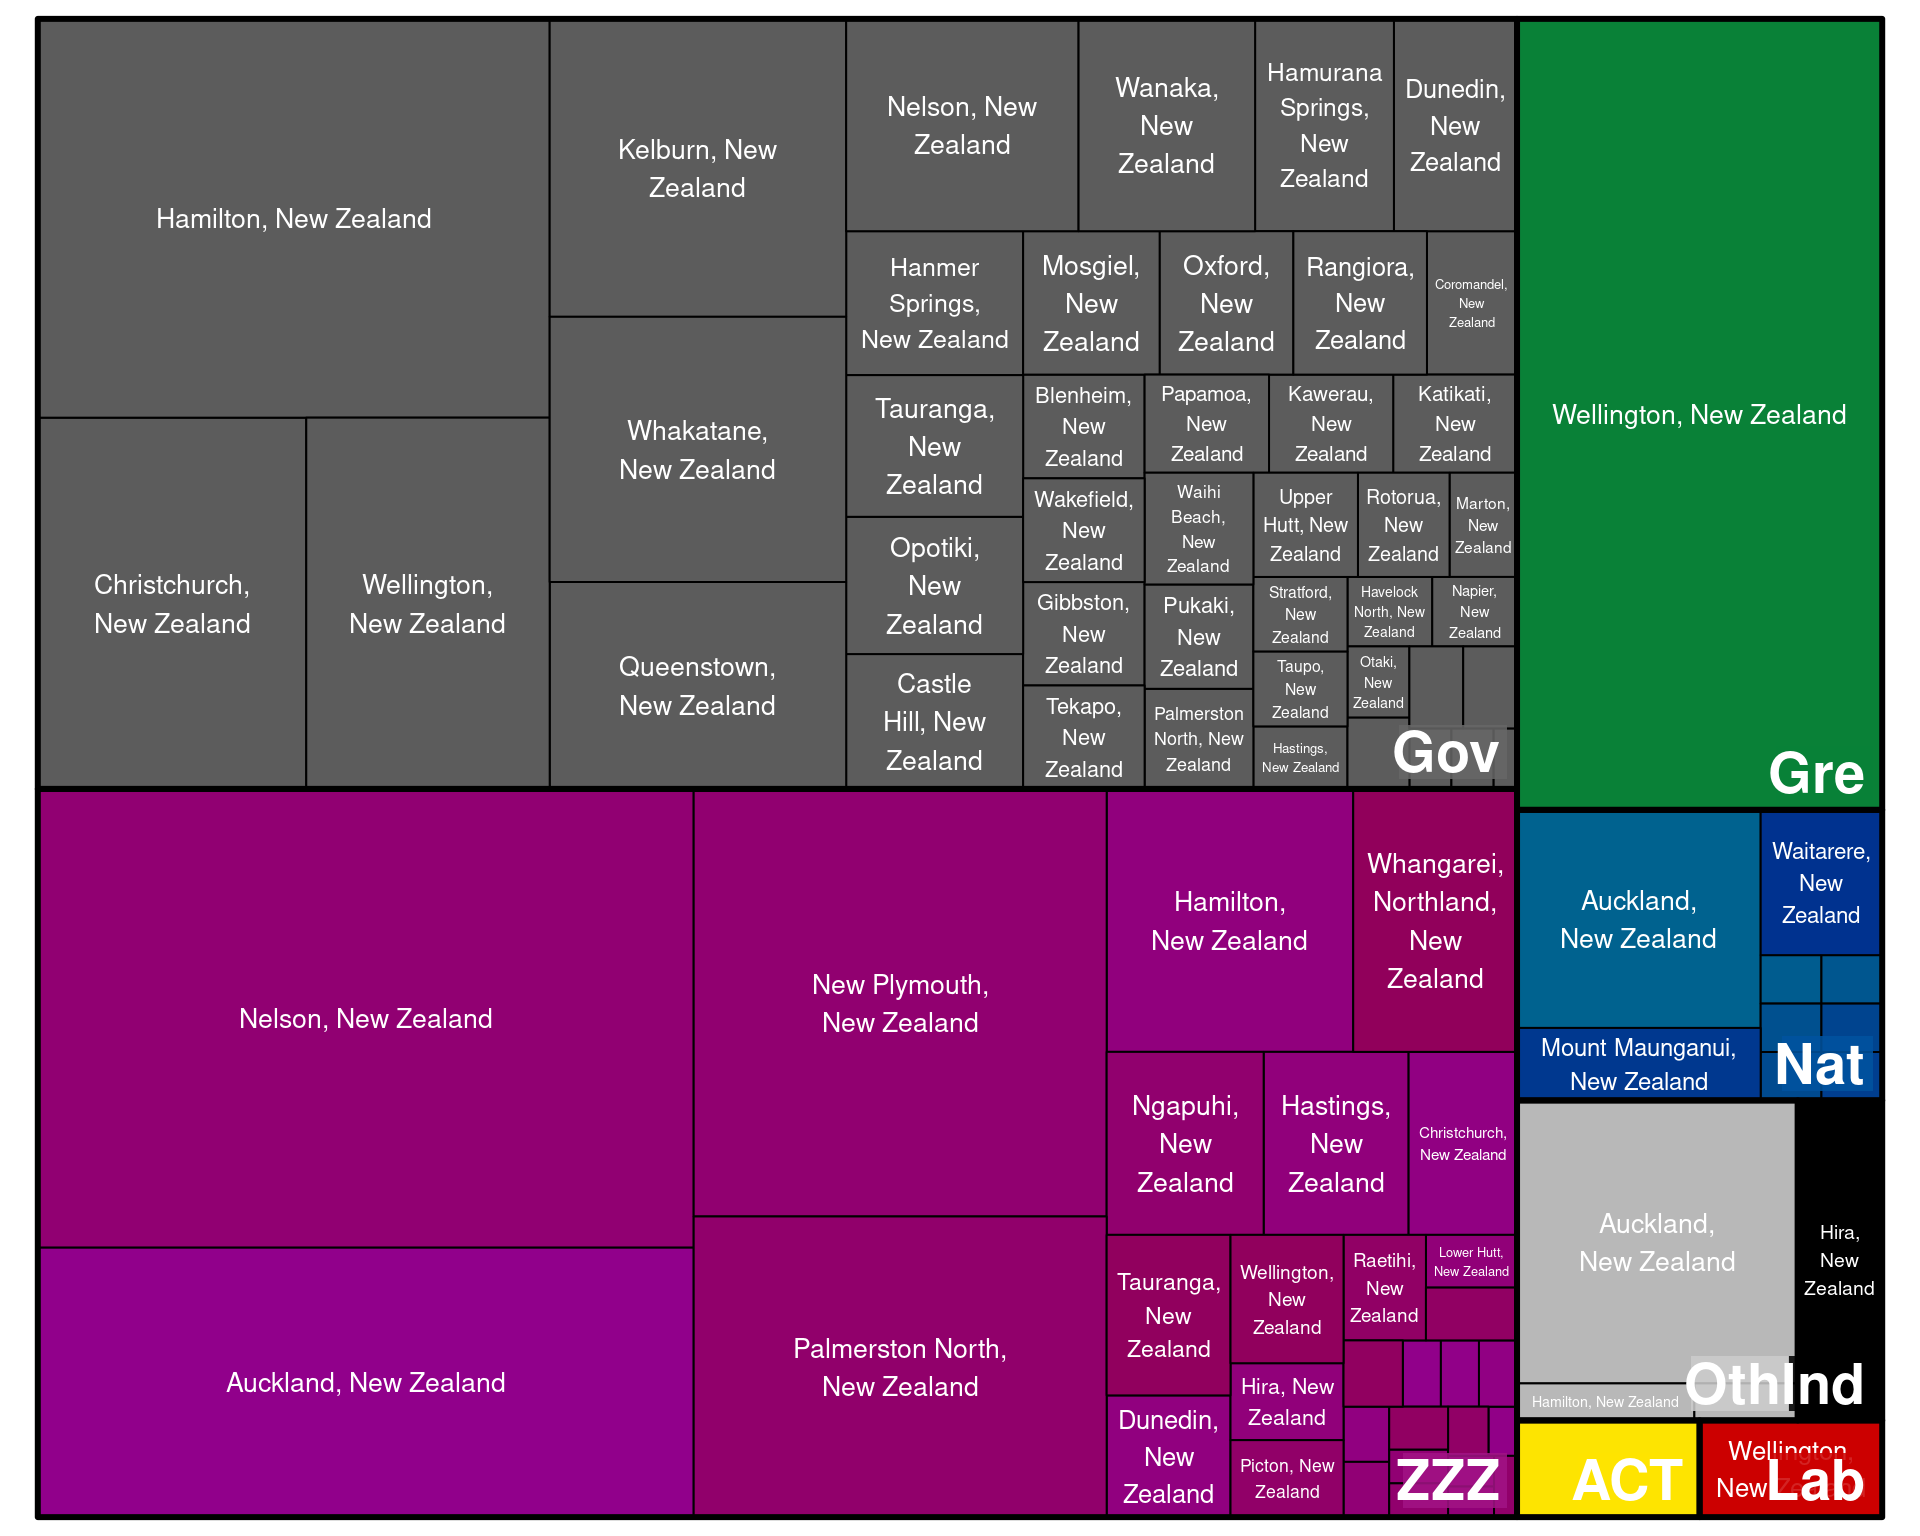 Hamilton, New Zealand
Christchurch,
New Zealand
Wellington,
New Zealand
Kelburn, New
Zealand
Whakatane,
New Zealand
Queenstown,
New Zealand
Nelson, New
Zealand
Wanaka,
New
Zealand
Hamurana
Springs,
New
Zealand
Dunedin,
New
Zealand
Hanmer
Springs,
New Zealand
Mosgiel,
New
Zealand
Oxford,
New
Zealand
Rangiora,
New
Zealand
Coromandel,
New
Zealand
Tauranga,
New
Zealand
Opotiki,
New
Zealand
Castle
Hill, New
Zealand
Blenheim,
New
Zealand
Wakefield,
New
Zealand
Gibbston,
New
Zealand
Tekapo,
New
Zealand
Papamoa,
New
Zealand
Kawerau,
New
Zealand
Katikati,
New
Zealand
Waihi
Beach,
New
Zealand
Pukaki,
New
Zealand
Palmerston
North, New
Zealand
Upper
Hutt, New
Zealand
Rotorua,
New
Zealand
Marton,
New
Zealand
Stratford,
New
Zealand
Havelock
North, New
Zealand
Napier,
New
Zealand
Taupo,
New
Zealand
Otaki,
New
Zealand
Hastings,
New Zealand
Gov
Wellington, New Zealand
Gre
Nelson, New Zealand
Auckland, New Zealand
New Plymouth,
New Zealand
Palmerston North,
New Zealand
Hamilton,
New Zealand
Whangarei,
Northland,
New
Zealand
Ngapuhi,
New
Zealand
Hastings,
New
Zealand
Christchurch,
New Zealand
Tauranga,
New
Zealand
Dunedin,
New
Zealand
Wellington,
New
Zealand
Hira, New
Zealand
Picton, New
Zealand
Raetihi,
New
Zealand
Lower Hutt,
New Zealand
ZZZ
Auckland,
New Zealand
Waitarere,
New
Zealand
Mount Maunganui,
New Zealand
Nat
Auckland,
New Zealand
Hira,
New
Zealand
Hamilton, New Zealand
OthInd
ACT
Wellington,
New Zealand
Lab